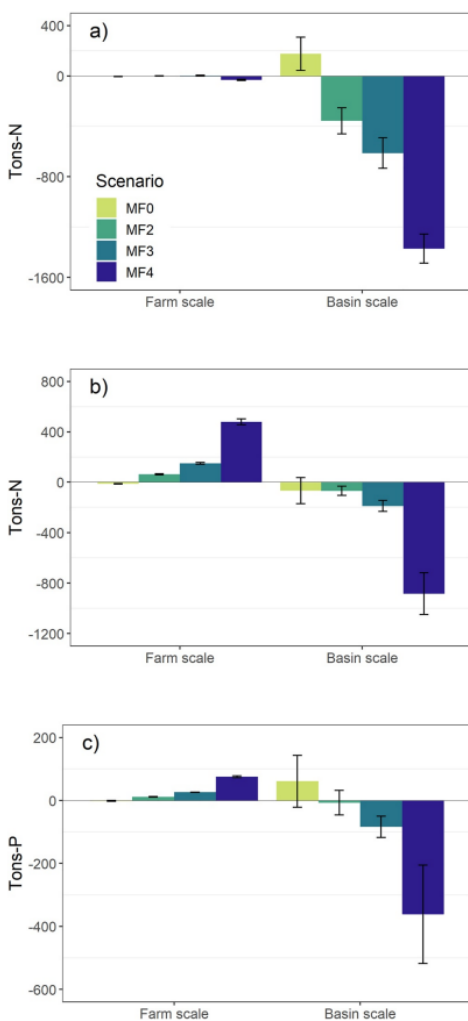 a)
400
0
-800
-1600
Tons-N
Scenario
MF0
MF2
MF3
MF4
Farm scale Basin scale
b)
800
400
0
-400
-800
-1200
Tons-N
Farm scale Basin scale
c)
200
0
-200
-400
-600
Tons-P
Farm scale Basin scale